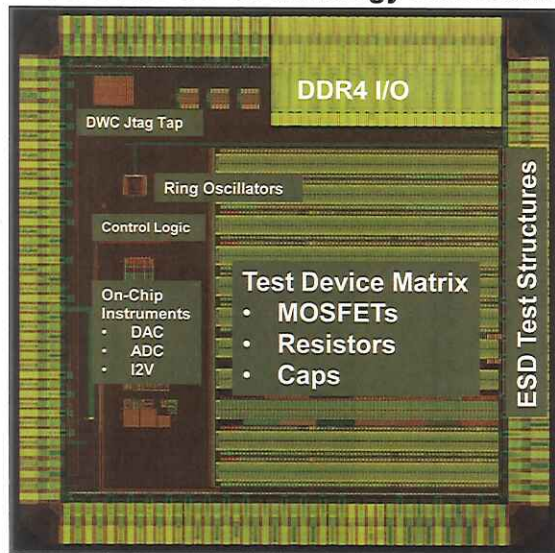 DDR4 I/O
DWC Jtag Tap
Ring Oscillators
Control Logic
On-Chip
Instruments
• DAC
• ADC
• I2V
Test Device Matrix
• MOSFETs
• Resistors
• Caps
ESD Test Structures